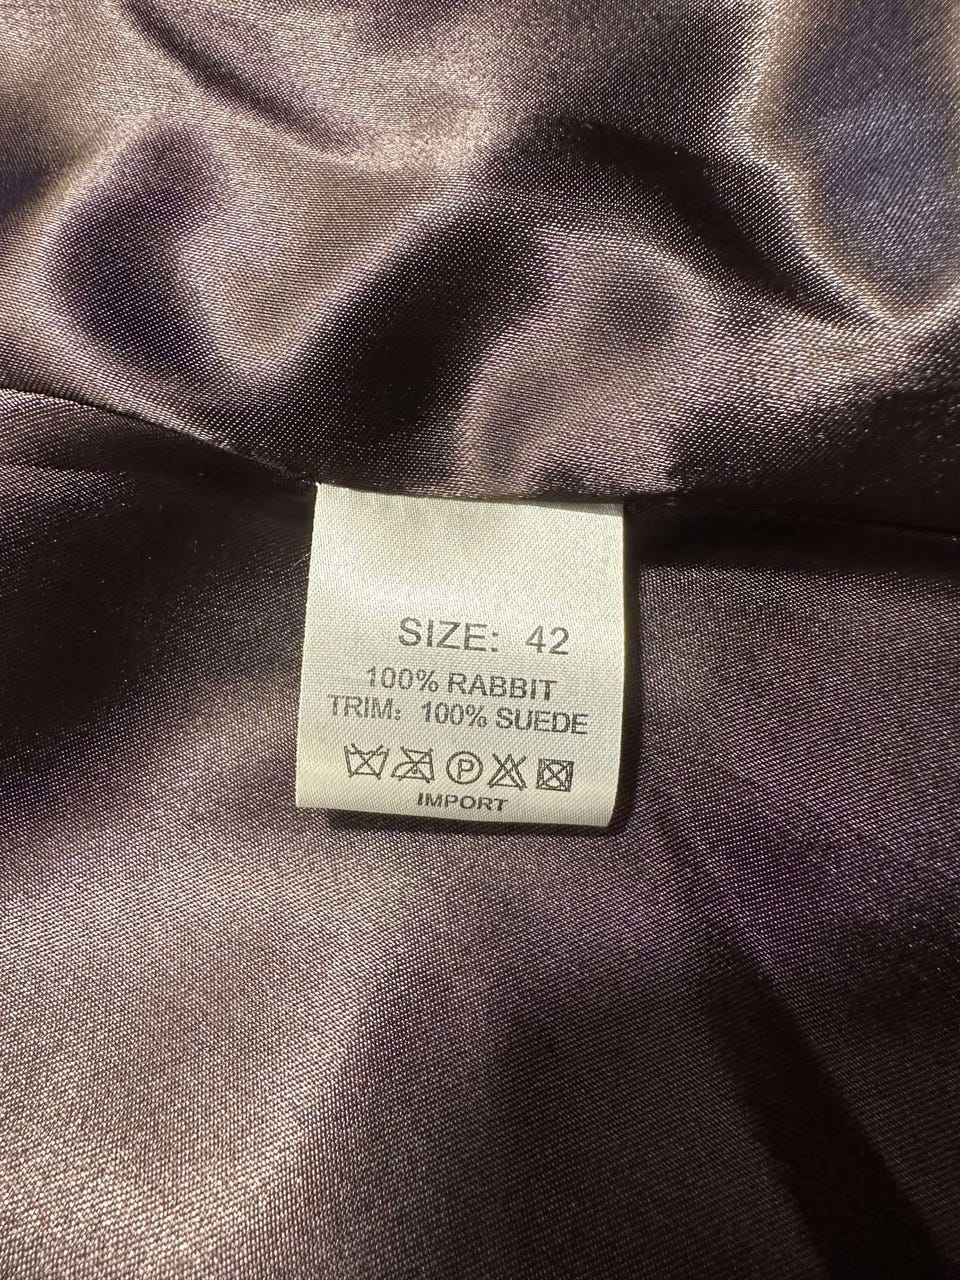 SIZE: 42
100% RABBIT
TRIM: 100% SUEDE
P
IMPORT